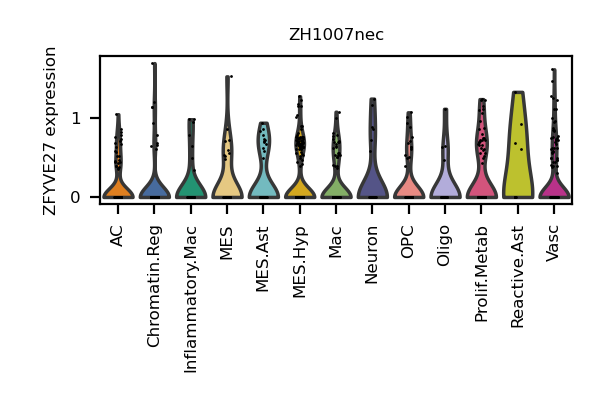 ZH1007nec
ZFYVE27 expression
1
0
AC
Chromatin.Reg
Inflammatory.Mac
MES
MES.Ast
MES.Hyp
Mac
Neuron
OPC
Oligo
Prolif.Metab
Reactive.Ast
Vasc